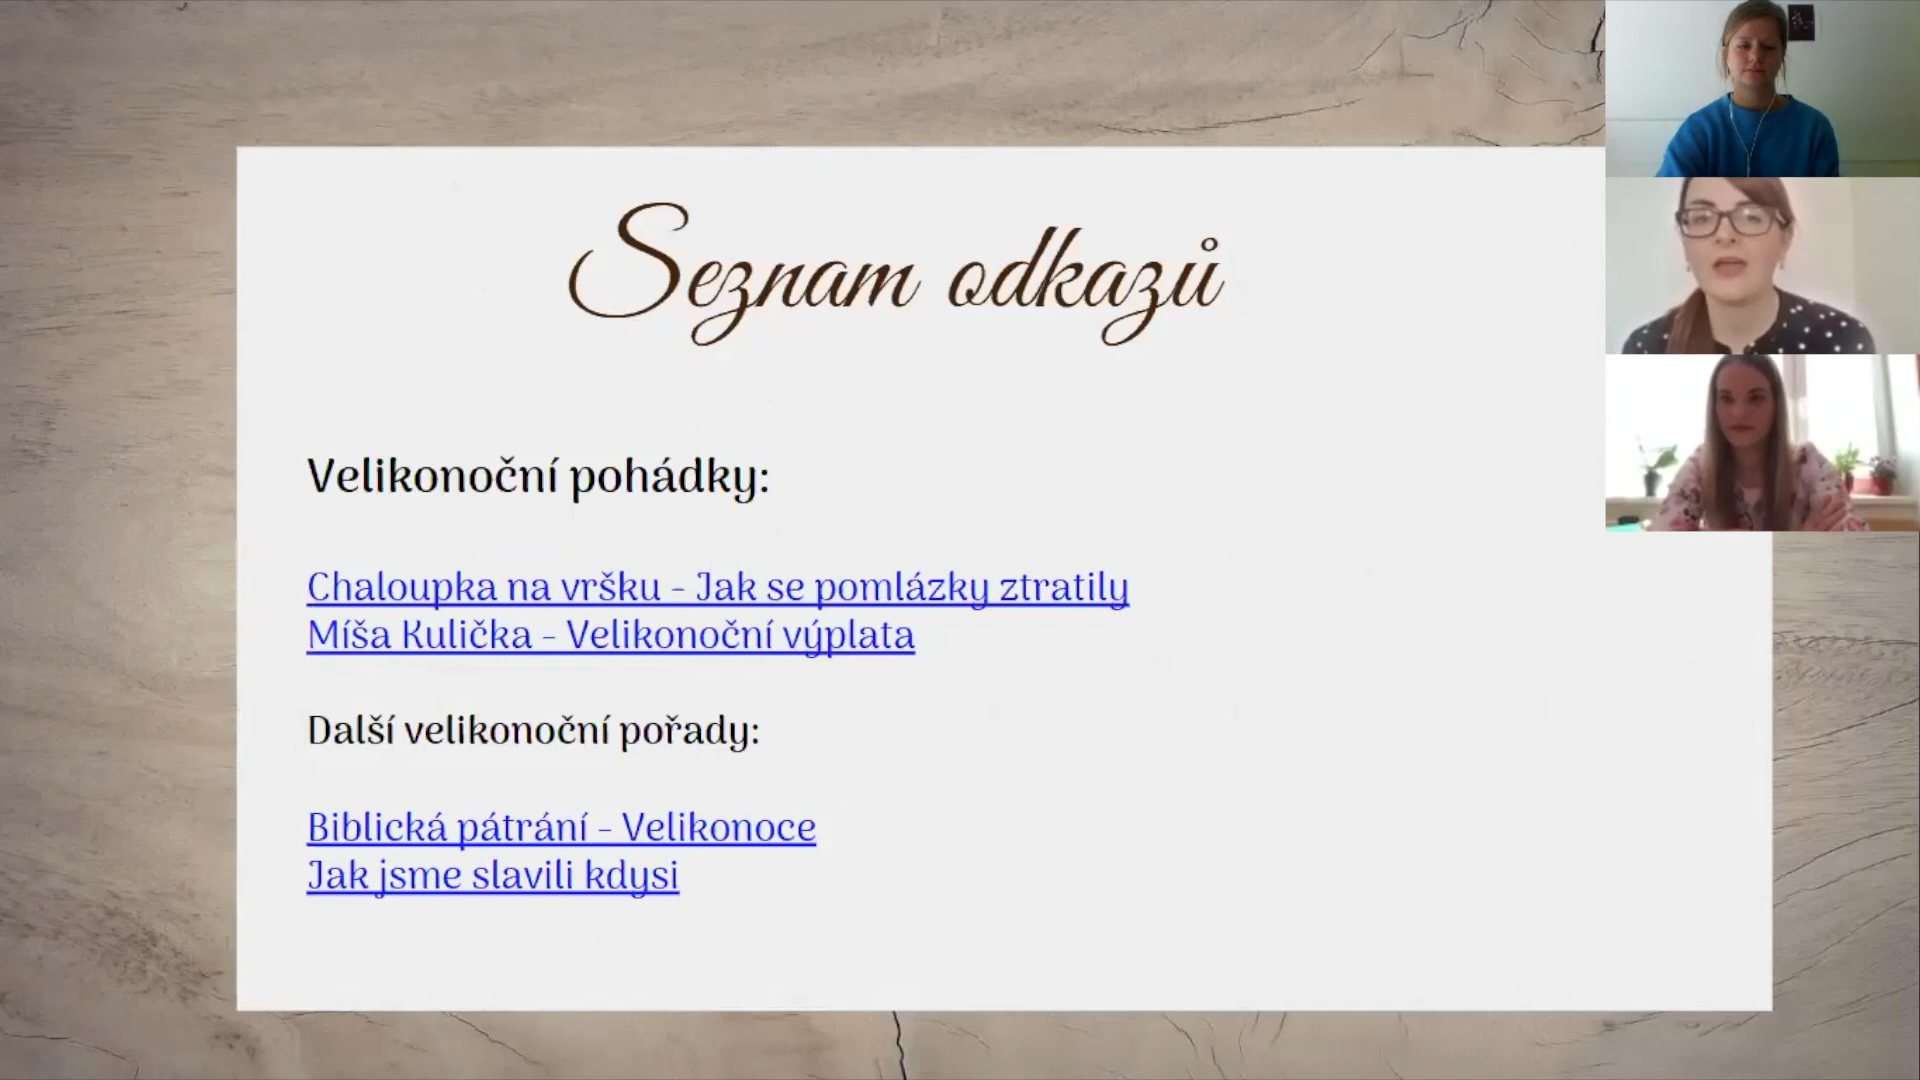 Seznam odkazů
Velikonoční pohádky:
Chaloupka na vršku - Jak se pomlázky ztratily
Míša Kulička - Velikonoční výplata
Další velikonoční pořady:
Biblická pátrání - Velikonoce
Jak jsme slavili kdysi